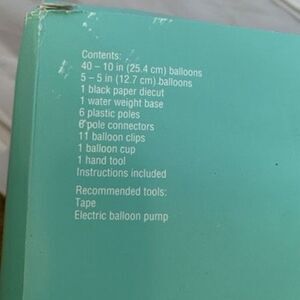 Contents:
40 – 10 in (25.4 cm) balloons
5 – 5 in (12.7 cm) balloons
1 black paper diecut
1 water weight base
6 plastic poles
6 pole connectors
11 balloon clips
1 balloon cup
1 hand tool
Instructions included
Recommended tools:
Tape
Electric balloon pump